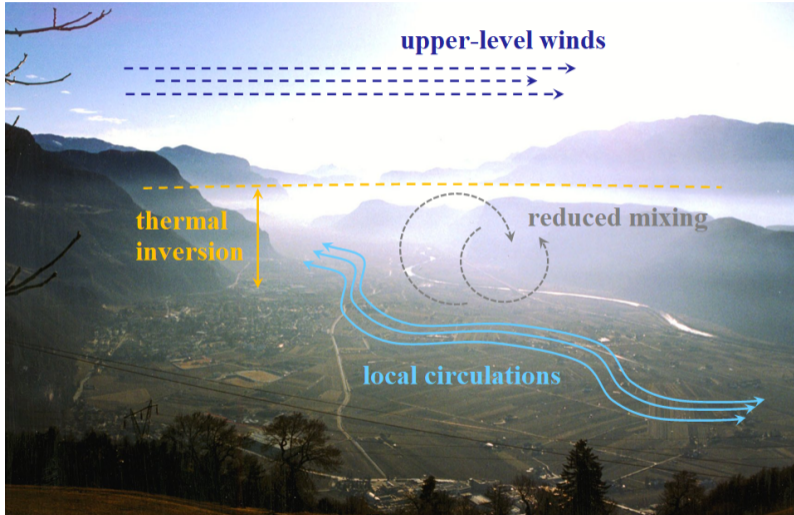 upper-level winds
thermal
inversion
reduced mixing
local circulations